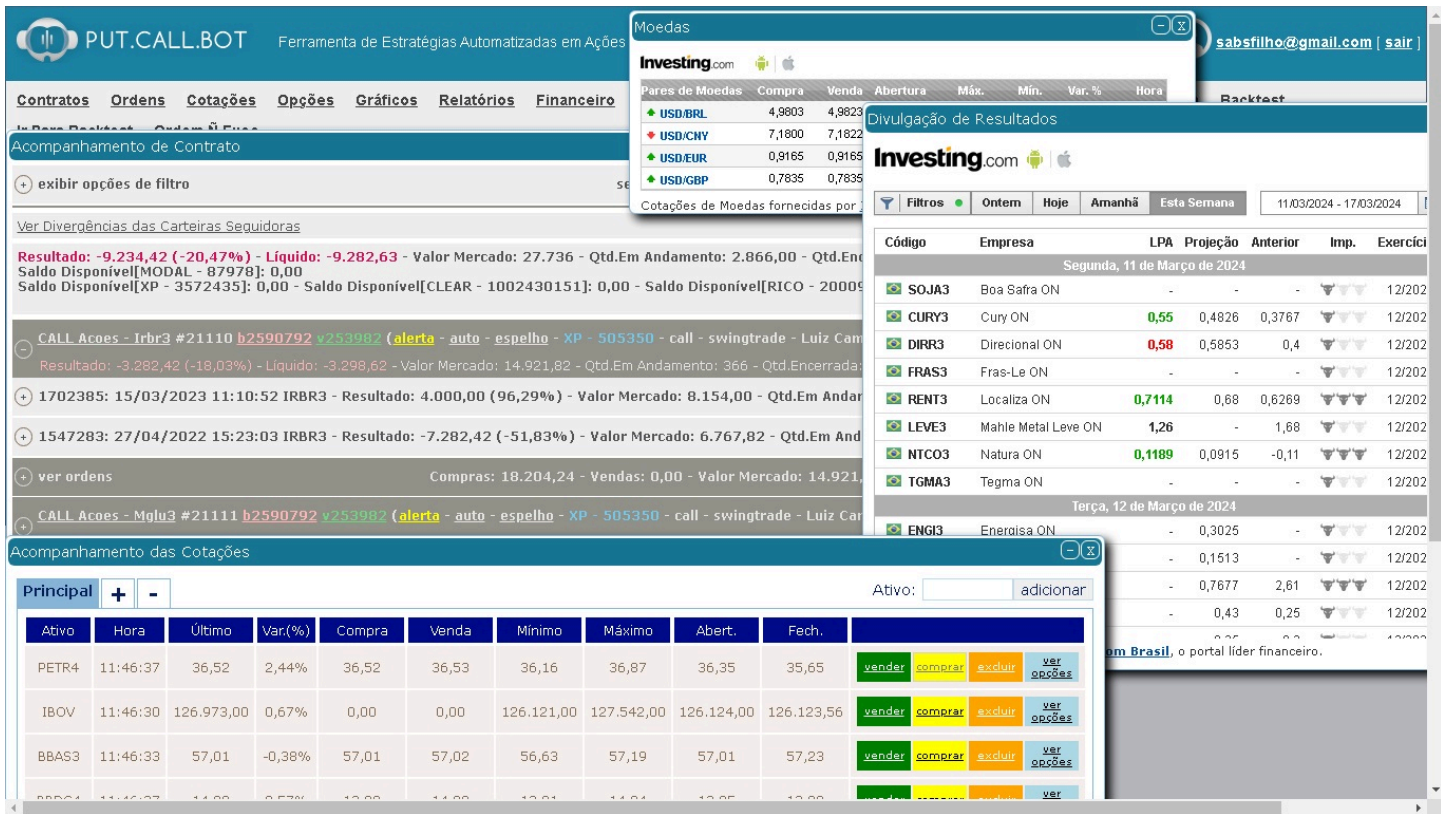 PUT.CALL.BOT
Ferramenta de Estratégias Automatizadas em Ações
sabsfilho@gmail.com [ sair ]
Contratos Ordens Cotações Opções Gráficos Relatórios Financeiro
Backtest
Moedas
Investing.com
Pares de Moedas Compra Venda Abertura Máx. Mín. Var. % Hora
USD/BRL 4,9803 4,9823
USD/CNY 7,1800 7,1822
USD/EUR 0,9165 0,9165
USD/GBP 0,7835 0,7835
Cotações de Moedas fornecidas por
Acompanhamento de Contrato
exibir opções de filtro
Ver Divergências das Carteiras Seguidoras
Resultado: -9.234,42 (-20,47%) - Líquido: -9.282,63 - Valor Mercado: 27.736 - Qtd.Em Andamento: 2.866,00 - Qtd.En
Saldo Disponível[MODAL - 87978]: 0,00
Saldo Disponível[XP - 3572435]: 0,00 - Saldo Disponível[CLEAR - 1002430151]: 0,00 - Saldo Disponível[RICO - 20009
CALL Acoes - Irbr3 #21110 b2590792 v253982 (alerta - auto - espelho - XP - 505350 - call - swingtrade - Luiz Cam
Resultado: -3.282,42 (-18,03%) - Líquido: -3.298,62 - Valor Mercado: 14.921,82 - Qtd.Em Andamento: 366 - Qtd.Encerrada:
1702385: 15/03/2023 11:10:52 IRBR3 - Resultado: 4.000,00 (96,29%) - Valor Mercado: 8.154,00 - Qtd.Em Andar
1547283: 27/04/2022 15:23:03 IRBR3 - Resultado: -7.282,42 (-51,83%) - Valor Mercado: 6.767,82 - Qtd.Em And
ver ordens Compras: 18.204,24 - Vendas: 0,00 - Valor Mercado: 14.921,
CALL Acoes - Mglu3 #21111 b2590792 v253982 (alerta - auto - espelho - XP - 505350 - call - swingtrade - Luiz Car
Divulgação de Resultados
Investing.com
Filtros Ontem Hoje Amanhã Esta Semana 11/03/2024 - 17/03/2024
Código Empresa LPA Projeção Anterior Imp. Exercíci
Segunda, 11 de Março de 2024
SOJA3 Boa Safra ON - - - 12/202
CURY3 Cury ON 0,55 0,4826 0,3767 12/202
DIRR3 Direcional ON 0,58 0,5853 0,4 12/202
FRAS3 Fras-Le ON - - - 12/202
RENT3 Localiza ON 0,7114 0,68 0,6269 12/202
LEVE3 Mahle Metal Leve ON 1,26 - 1,68 12/202
NTCO3 Natura ON 0,1189 0,0915 -0,11 12/202
TGMA3 Tegma ON - - - 12/202
Terça, 12 de Março de 2024
ENGI3 Energisa ON - 0,3025 - 12/202
- 0,1513 - 12/202
- 0,7677 2,61 12/202
- 0,43 0,25 12/202
om Brasil, o portal líder financeiro.
Acompanhamento das Cotações
Principal + -
Ativo: adicionar
Ativo Hora Último Var.(%) Compra Venda Mínimo Máximo Abert. Fech.
PETR4 11:46:37 36,52 2,44% 36,52 36,53 36,16 36,87 36,35 35,65 vender comprar excluir ver opções
IBOV 11:46:30 126.973,00 0,67% 0,00 0,00 126.121,00 127.542,00 126.124,00 126.123,56 vender comprar excluir ver opções
BBAS3 11:46:33 57,01 -0,38% 57,01 57,02 56,63 57,19 57,01 57,23 vender comprar excluir ver opções
ver